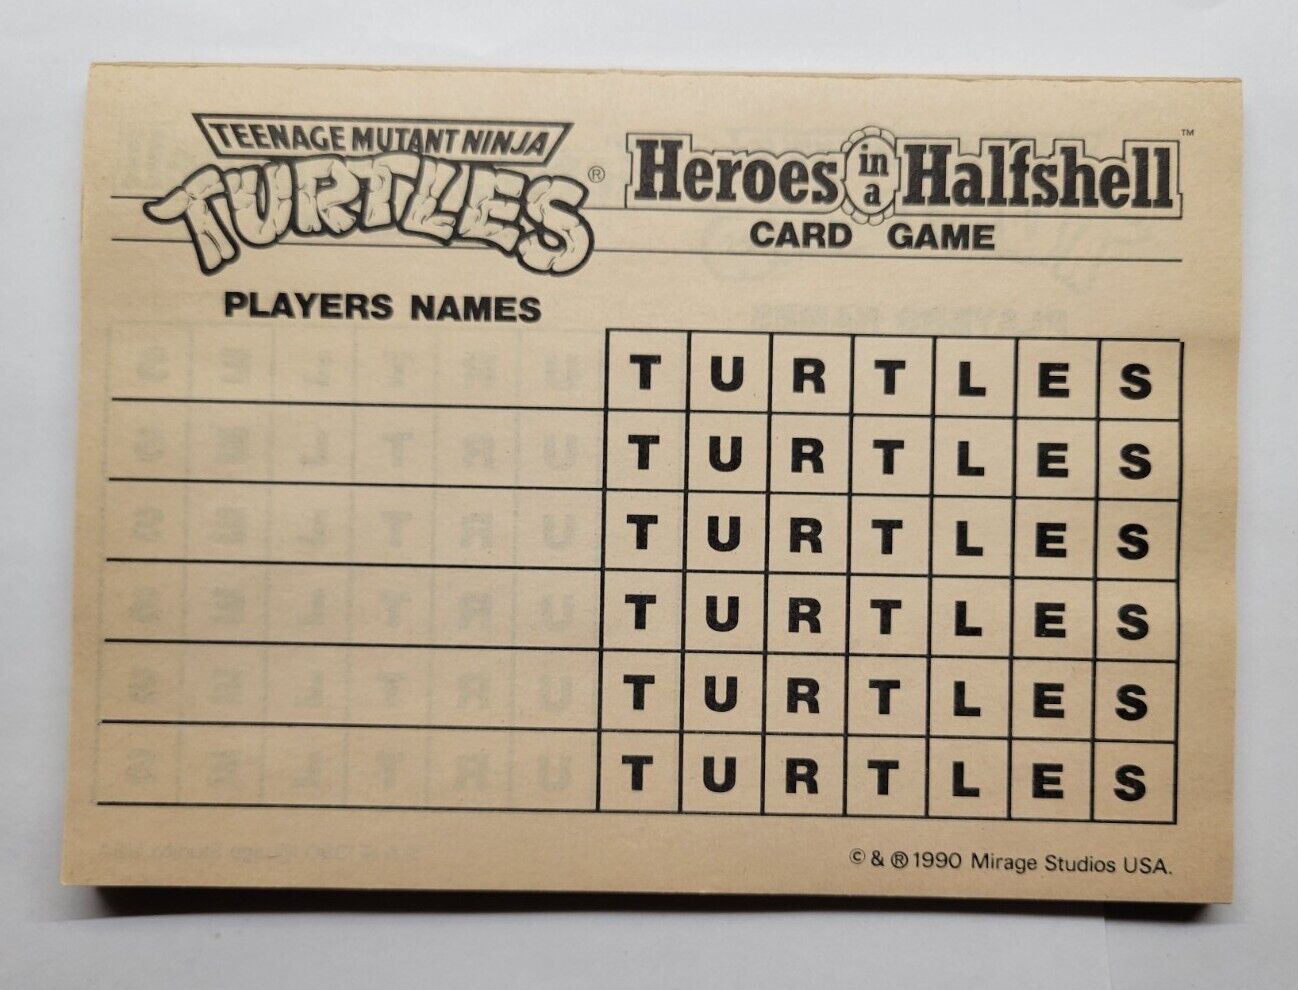 TEENAGE MUTANT NINJA
TURTLES ®
Heroes in a Halfshell ™
CARD GAME
PLAYERS NAMES
T U R T L E S
T U R T L E S
T U R T L E S
T U R T L E S
T U R T L E S
T U R T L E S
© & ® 1990 Mirage Studios USA.